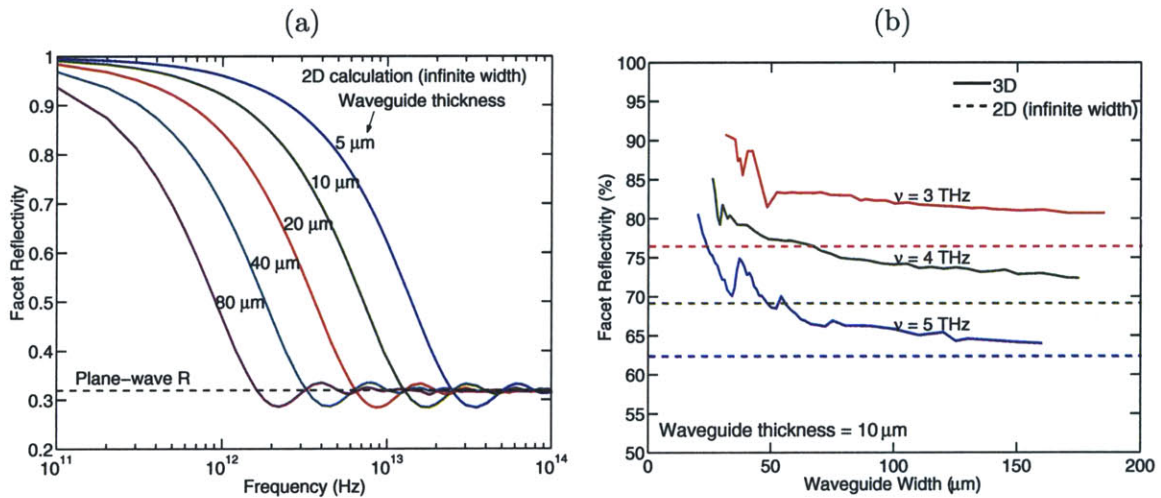 (a)
1
0.9
0.8
0.7
0.6
0.5
0.4
0.3
0.2
Facet Reflectivity
2D calculation (infinite width)
Waveguide thickness
5 μm
10 μm
20 μm
40 μm
80 μm
Plane−wave R
10^11
10^12
10^13
10^14
Frequency (Hz)
(b)
100
95
90
85
80
75
70
65
60
55
50
Facet Reflectivity (%)
3D
2D (infinite width)
ν = 3 THz
ν = 4 THz
ν = 5 THz
Waveguide thickness = 10 μm
0
50
100
150
200
Waveguide Width (μm)